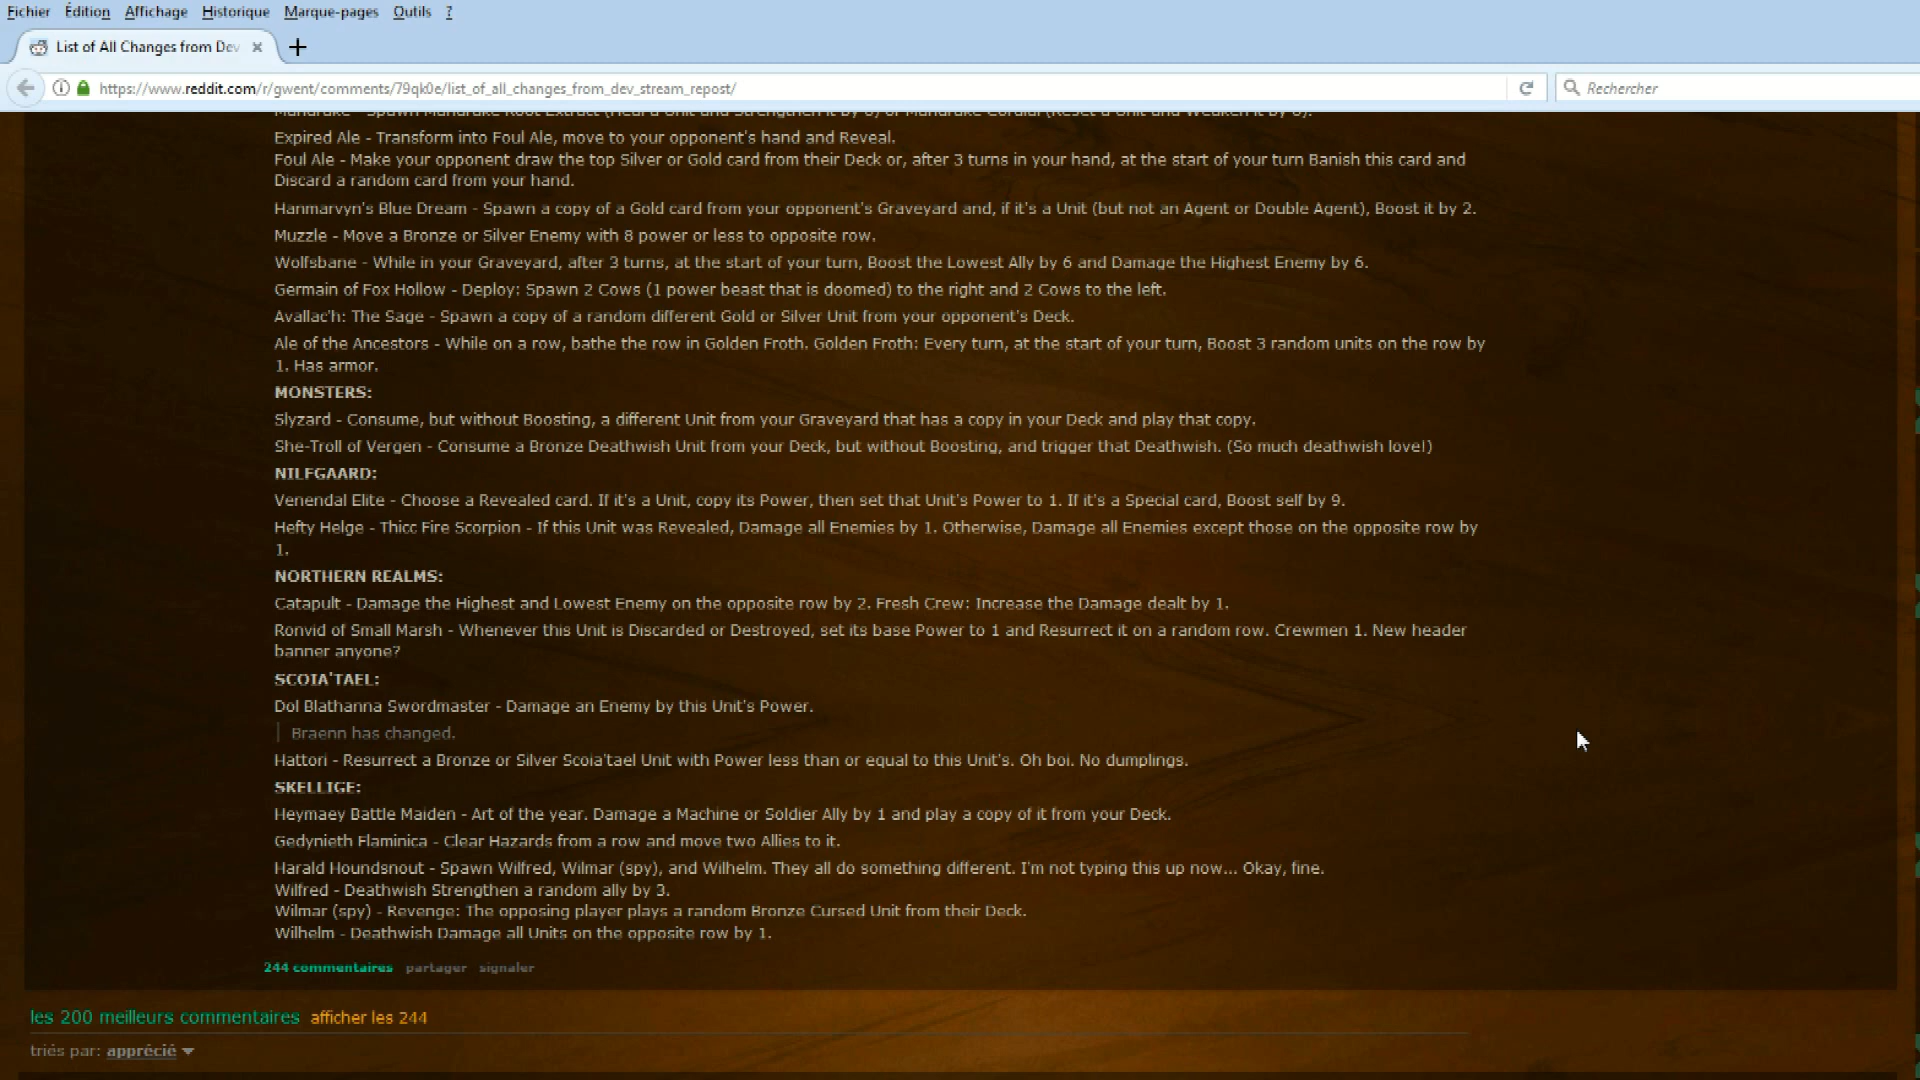 Fichier Édition Affichage Historique Marque-pages Outils ?
List of All Changes from Dev
https://www.reddit.com/r/gwent/comments/79qk0e/list_of_all_changes_from_dev_stream_repost/
Rechercher
Mandrake - Spawn Mandrake Root Extract (Heal a Unit and Strengthen it by 6) or Mandrake Cordial (Reset a Unit and Weaken it by 6).
Expired Ale - Transform into Foul Ale, move to your opponent's hand and Reveal.
Foul Ale - Make your opponent draw the top Silver or Gold card from their Deck or, after 3 turns in your hand, at the start of your turn Banish this card and
Discard a random card from your hand.
Hanmarvyn's Blue Dream - Spawn a copy of a Gold card from your opponent's Graveyard and, if it's a Unit (but not an Agent or Double Agent), Boost it by 2.
Muzzle - Move a Bronze or Silver Enemy with 8 power or less to opposite row.
Wolfsbane - While in your Graveyard, after 3 turns, at the start of your turn, Boost the Lowest Ally by 6 and Damage the Highest Enemy by 6.
Germain of Fox Hollow - Deploy: Spawn 2 Cows (1 power beast that is doomed) to the right and 2 Cows to the left.
Avallac'h: The Sage - Spawn a copy of a random different Gold or Silver Unit from your opponent's Deck.
Ale of the Ancestors - While on a row, bathe the row in Golden Froth. Golden Froth: Every turn, at the start of your turn, Boost 3 random units on the row by
1. Has armor.
MONSTERS:
Slyzard - Consume, but without Boosting, a different Unit from your Graveyard that has a copy in your Deck and play that copy.
She-Troll of Vergen - Consume a Bronze Deathwish Unit from your Deck, but without Boosting, and trigger that Deathwish. (So much deathwish love!)
NILFGAARD:
Venendal Elite - Choose a Revealed card. If it's a Unit, copy its Power, then set that Unit's Power to 1. If it's a Special card, Boost self by 9.
Hefty Helge - Thicc Fire Scorpion - If this Unit was Revealed, Damage all Enemies by 1. Otherwise, Damage all Enemies except those on the opposite row by
1.
NORTHERN REALMS:
Catapult - Damage the Highest and Lowest Enemy on the opposite row by 2. Fresh Crew: Increase the Damage dealt by 1.
Ronvid of Small Marsh - Whenever this Unit is Discarded or Destroyed, set its base Power to 1 and Resurrect it on a random row. Crewmen 1. New header
banner anyone?
SCOIA'TAEL:
Dol Blathanna Swordmaster - Damage an Enemy by this Unit's Power.
Braenn has changed.
Hattori - Resurrect a Bronze or Silver Scoia'tael Unit with Power less than or equal to this Unit's. Oh boi. No dumplings.
SKELLIGE:
Heymaey Battle Maiden - Art of the year. Damage a Machine or Soldier Ally by 1 and play a copy of it from your Deck.
Gedynieth Flaminica - Clear Hazards from a row and move two Allies to it.
Harald Houndsnout - Spawn Wilfred, Wilmar (spy), and Wilhelm. They all do something different. I'm not typing this up now... Okay, fine.
Wilfred - Deathwish Strengthen a random ally by 3.
Wilmar (spy) - Revenge: The opposing player plays a random Bronze Cursed Unit from their Deck.
Wilhelm - Deathwish Damage all Units on the opposite row by 1.
244 commentaires partager signaler
les 200 meilleurs commentaires afficher les 244
triés par: apprécié